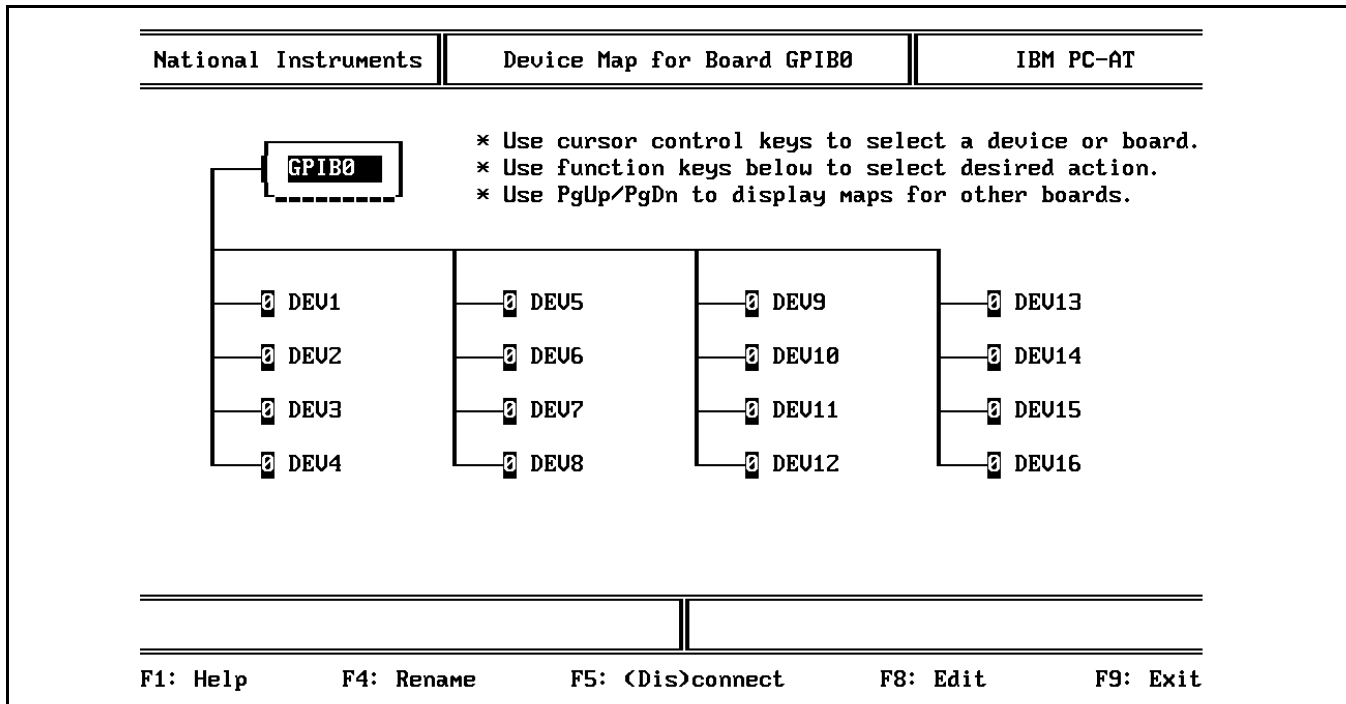 National Instruments Device Map for Board GPIB0 IBM PC-AT
* Use cursor control keys to select a device or board.
GPIB0 * Use function keys below to select desired action.
* Use PgUp/PgDn to display maps for other boards.
0 DEV1 0 DEV5 0 DEV9 0 DEV13
0 DEV2 0 DEV6 0 DEV10 0 DEV14
0 DEV3 0 DEV7 0 DEV11 0 DEV15
0 DEV4 0 DEV8 0 DEV12 0 DEV16
F1: Help F4: Rename F5: (Dis)connect F8: Edit F9: Exit